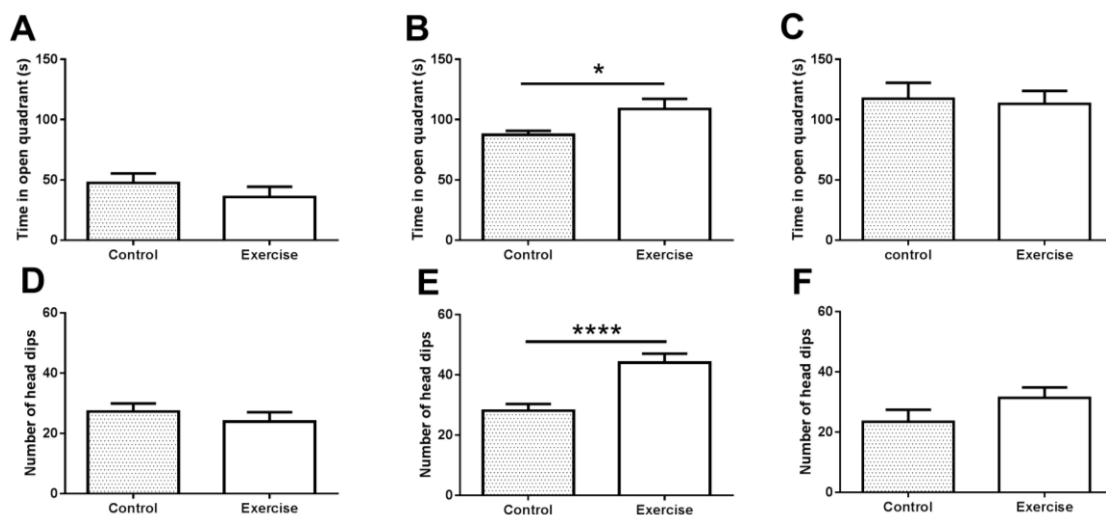 A
Time in open quadrant (s)
150
100
50
0
Control Exercise
B
Time in open quadrant (s)
150
100
50
0
*
Control Exercise
C
Time in open quadrant (s)
150
100
50
0
control Exercise
D
Number of head dips
60
40
20
0
Control Exercise
E
Number of head dips
60
40
20
0
****
Control Exercise
F
Number of head dips
60
40
20
0
Control Exercise